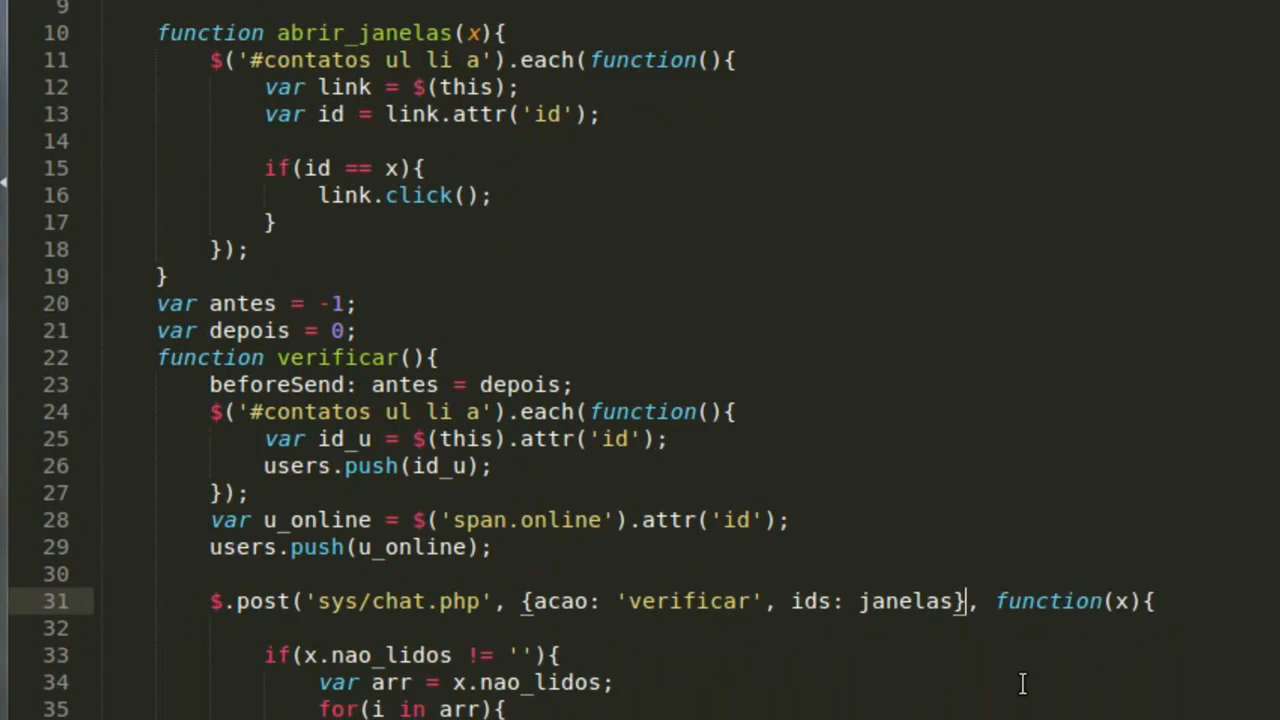 9
10 function abrir_janelas(x){
11 $('#contatos ul li a').each(function(){
12 var link = $(this);
13 var id = link.attr('id');
14
15 if(id == x){
16 link.click();
17 }
18 });
19 }
20 var antes = -1;
21 var depois = 0;
22 function verificar(){
23 beforeSend: antes = depois;
24 $('#contatos ul li a').each(function(){
25 var id_u = $(this).attr('id');
26 users.push(id_u);
27 });
28 var u_online = $('span.online').attr('id');
29 users.push(u_online);
30
31 $.post('sys/chat.php', {acao: 'verificar', ids: janelas}, function(x){
32
33 if(x.nao_lidos != ''){
34 var arr = x.nao_lidos;
35 for(i in arr){